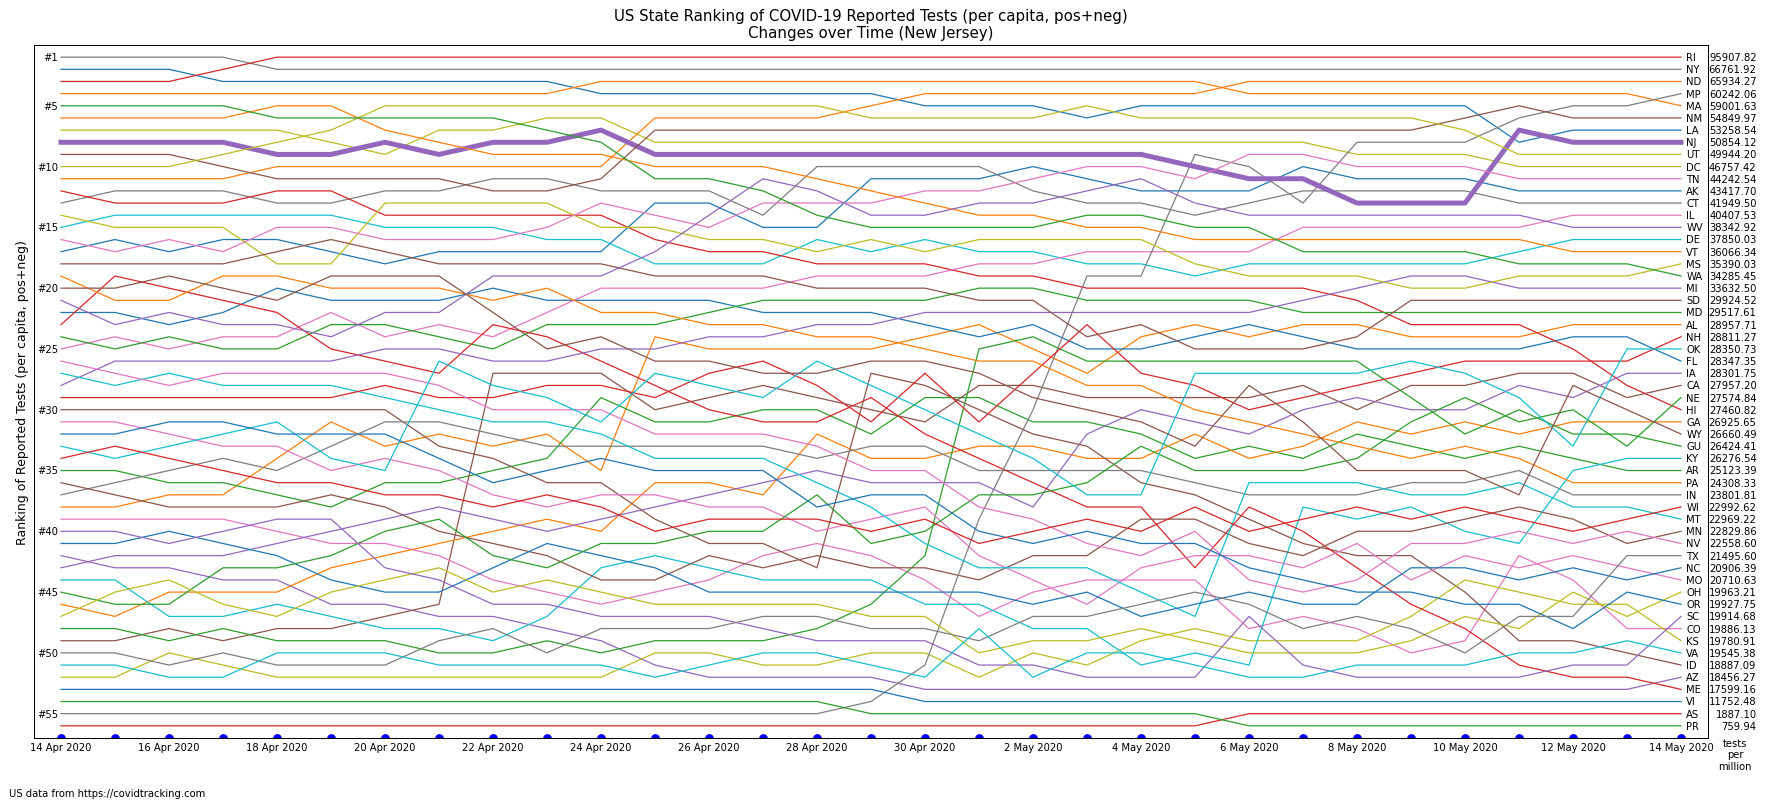 US State Ranking of COVID-19 Reported Tests (per capita, pos+neg)
Changes over Time (New Jersey)
Ranking of Reported Tests (per capita, pos+neg)
#1
#5
#10
#15
#20
#25
#30
#35
#40
#45
#50
#55
RI 95907.82
NY 66761.92
ND 65934.27
MP 60242.06
MA 59001.63
NM 54849.97
LA 53258.54
NJ 50854.12
UT 49944.20
DC 46757.42
TN 44242.54
AK 43417.70
CT 41949.50
IL 40407.53
WV 38342.92
DE 37850.03
VT 36066.34
MS 35390.03
WA 34285.45
MI 33632.50
SD 29924.52
MD 29517.61
AL 28957.71
NH 28811.27
OK 28350.73
FL 28347.35
IA 28301.75
CA 27957.20
NE 27574.84
HI 27460.82
GA 26925.65
WY 26660.49
GU 26424.41
KY 26276.54
AR 25123.39
PA 24308.33
IN 23801.81
WI 22992.62
MT 22969.22
MN 22829.86
NV 22558.60
TX 21495.60
NC 20906.39
MO 20710.63
OH 19963.21
OR 19927.75
SC 19914.68
CO 19886.13
KS 19780.91
VA 19545.38
ID 18887.09
AZ 18456.27
ME 17599.16
VI 11752.48
AS 1887.10
PR 759.94
14 Apr 2020 16 Apr 2020 18 Apr 2020 20 Apr 2020 22 Apr 2020 24 Apr 2020 26 Apr 2020 28 Apr 2020 30 Apr 2020 2 May 2020 4 May 2020 6 May 2020 8 May 2020 10 May 2020 12 May 2020 14 May 2020
tests
per
million
US data from https://covidtracking.com